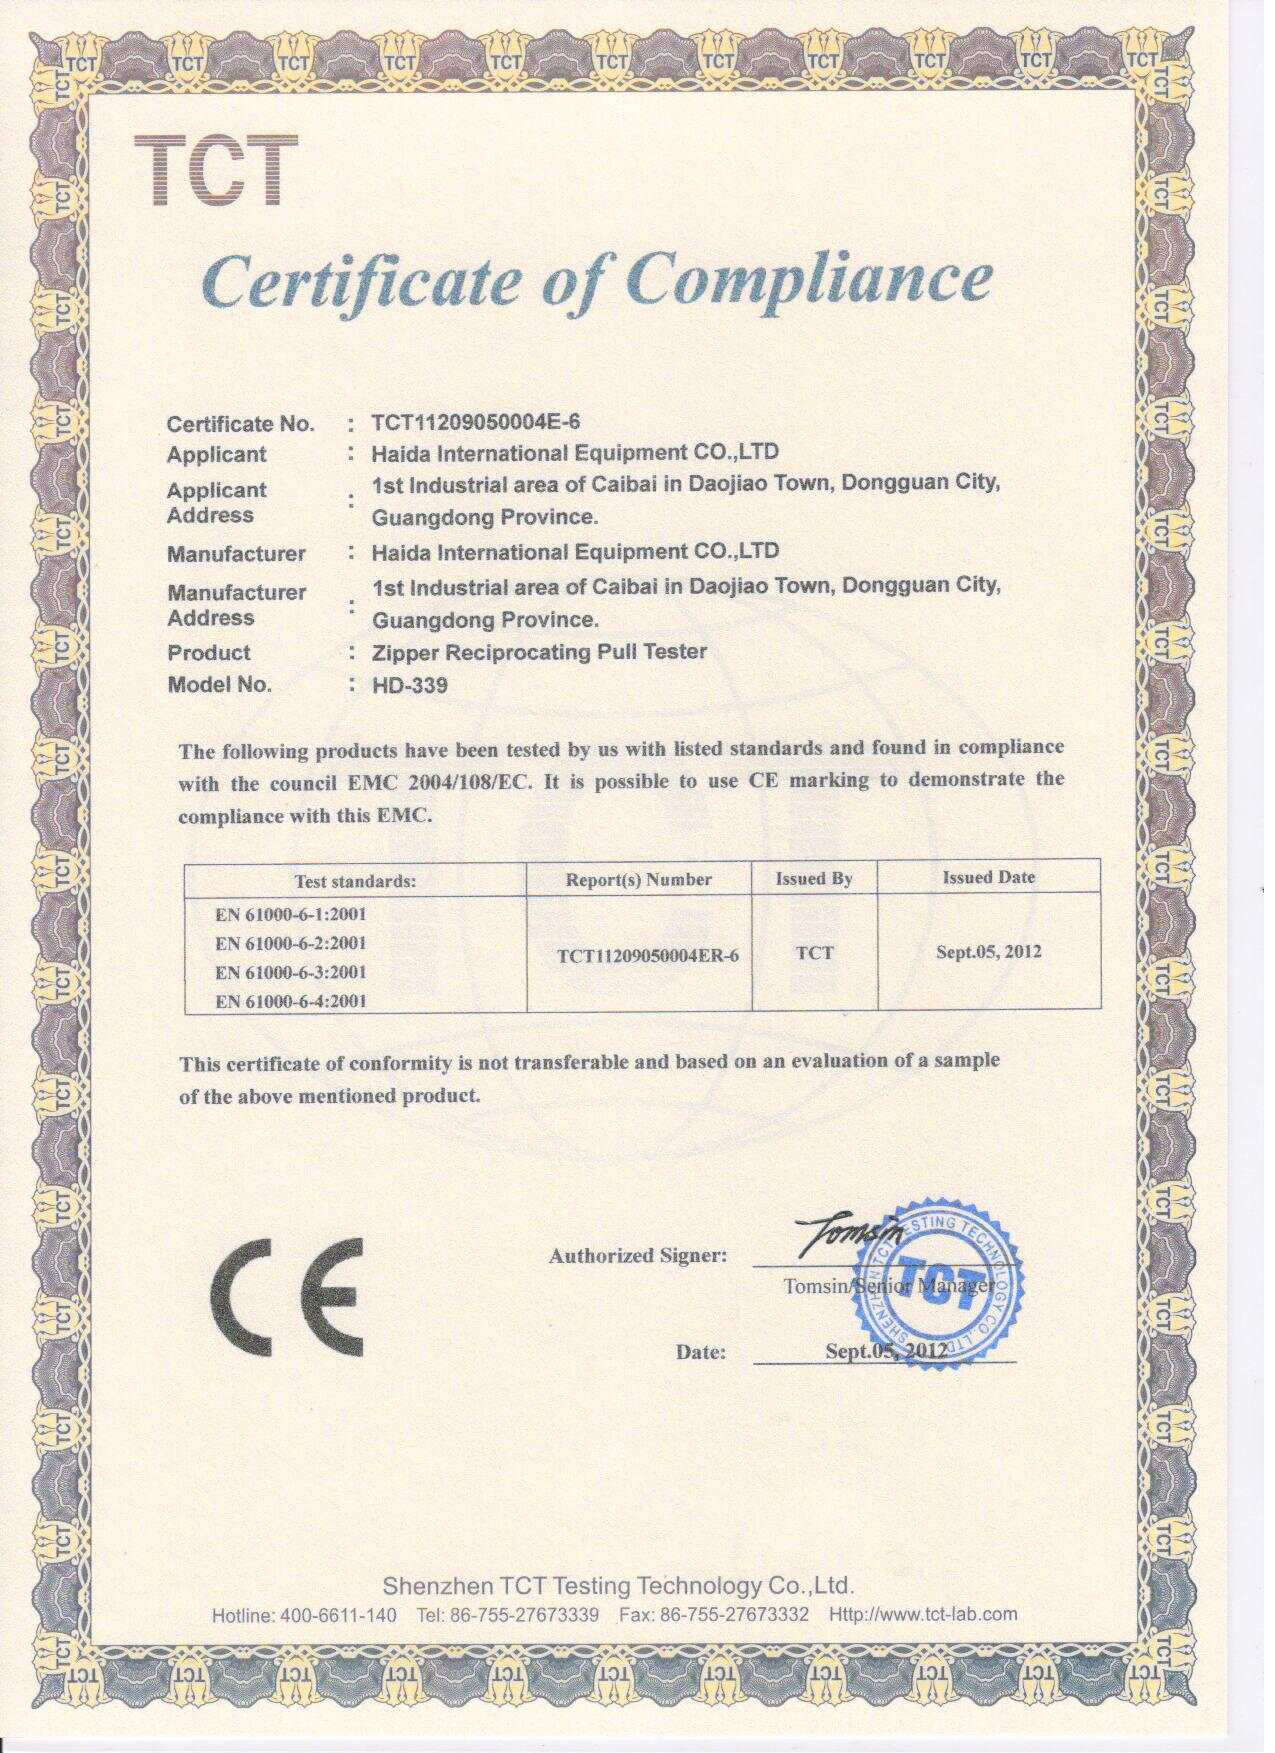 TCT
Certificate of Compliance
Certificate No. : TCT11209050004E-6
Applicant : Haida International Equipment CO.,LTD
Applicant Address : 1st Industrial area of Caibai in Daojiao Town, Dongguan City,
Guangdong Province.
Manufacturer : Haida International Equipment CO.,LTD
Manufacturer Address : 1st Industrial area of Caibai in Daojiao Town, Dongguan City,
Guangdong Province.
Product : Zipper Reciprocating Pull Tester
Model No. : HD-339
The following products have been tested by us with listed standards and found in compliance
with the council EMC 2004/108/EC. It is possible to use CE marking to demonstrate the
compliance with this EMC.
Test standards: Report(s) Number Issued By Issued Date
EN 61000-6-1:2001
EN 61000-6-2:2001
EN 61000-6-3:2001
EN 61000-6-4:2001
TCT11209050004ER-6 TCT Sept.05, 2012
This certificate of conformity is not transferable and based on an evaluation of a sample
of the above mentioned product.
CE
Authorized Signer: Tomsin
Tomsin/Senior Manager
SHENZHEN TCT TESTING TECHNOLOGY CO.,LTD
TCT
Date: Sept.05, 2012
Shenzhen TCT Testing Technology Co.,Ltd.
Hotline: 400-6611-140 Tel: 86-755-27673339 Fax: 86-755-27673332 Http://www.tct-lab.com